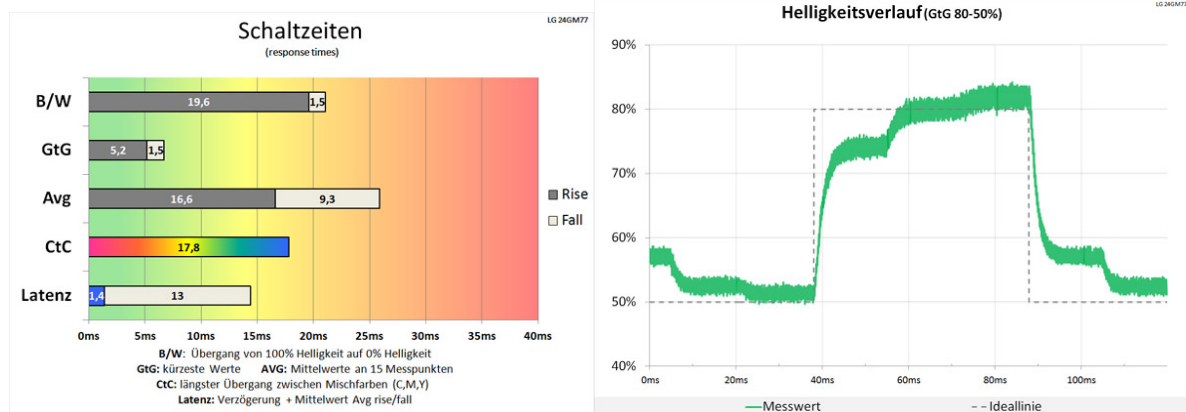 LG 24GM77
Schaltzeiten
(response times)
B/W
19,6
1,5
GtG
5,2
1,5
Avg
16,6
9,3
CtC
17,8
Latenz
1,4
13
Rise
Fall
0ms 5ms 10ms 15ms 20ms 25ms 30ms 35ms 40ms
B/W: Übergang von 100% Helligkeit auf 0% Helligkeit
GtG: kürzeste Werte AVG: Mittelwerte an 15 Messpunkten
CtC: längster Übergang zwischen Mischfarben (C,M,Y)
Latenz: Verzögerung + Mittelwert Avg rise/fall
LG 24GM77
Helligkeitsverlauf (GtG 80-50%)
90%
80%
70%
60%
50%
40%
0ms 20ms 40ms 60ms 80ms 100ms
Messwert Ideallinie